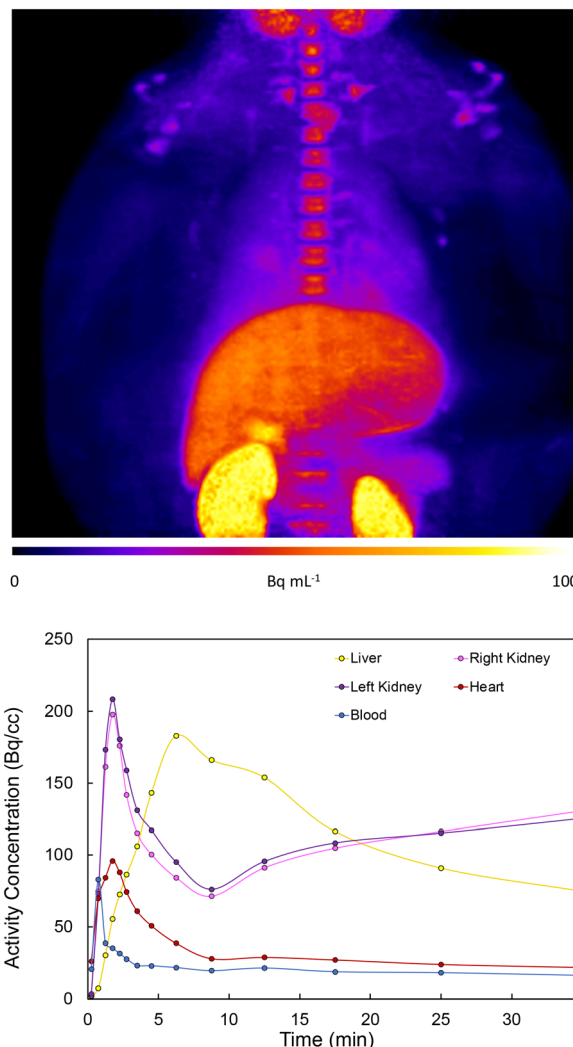 0 Bq mL⁻¹ 100
250
200
150
100
50
0
Activity Concentration (Bq/cc)
Liver Right Kidney
Left Kidney Heart
Blood
0 5 10 15 20 25 30
Time (min)